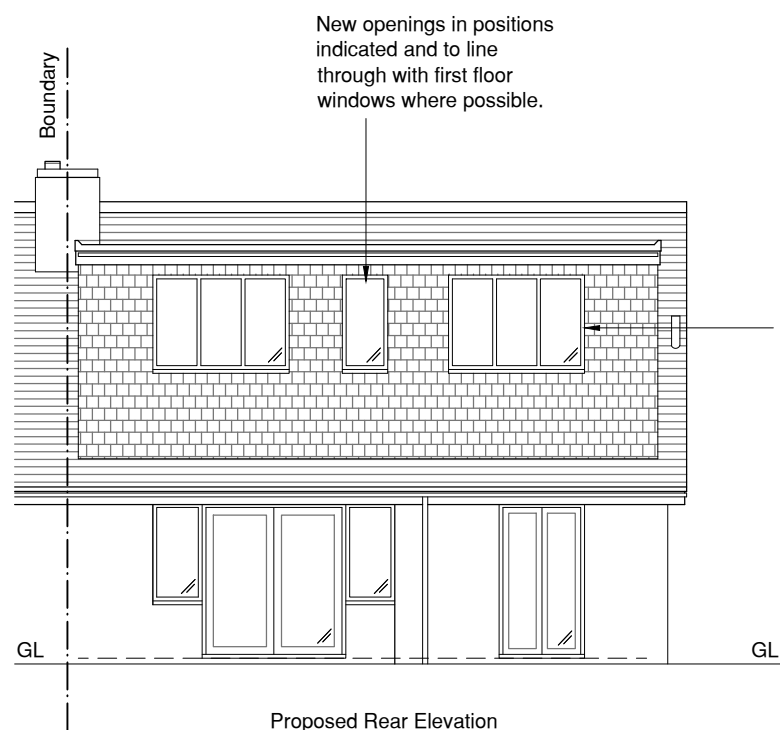 New openings in positions
indicated and to line
through with first floor
windows where possible.
Boundary
GL
GL
Proposed Rear Elevation